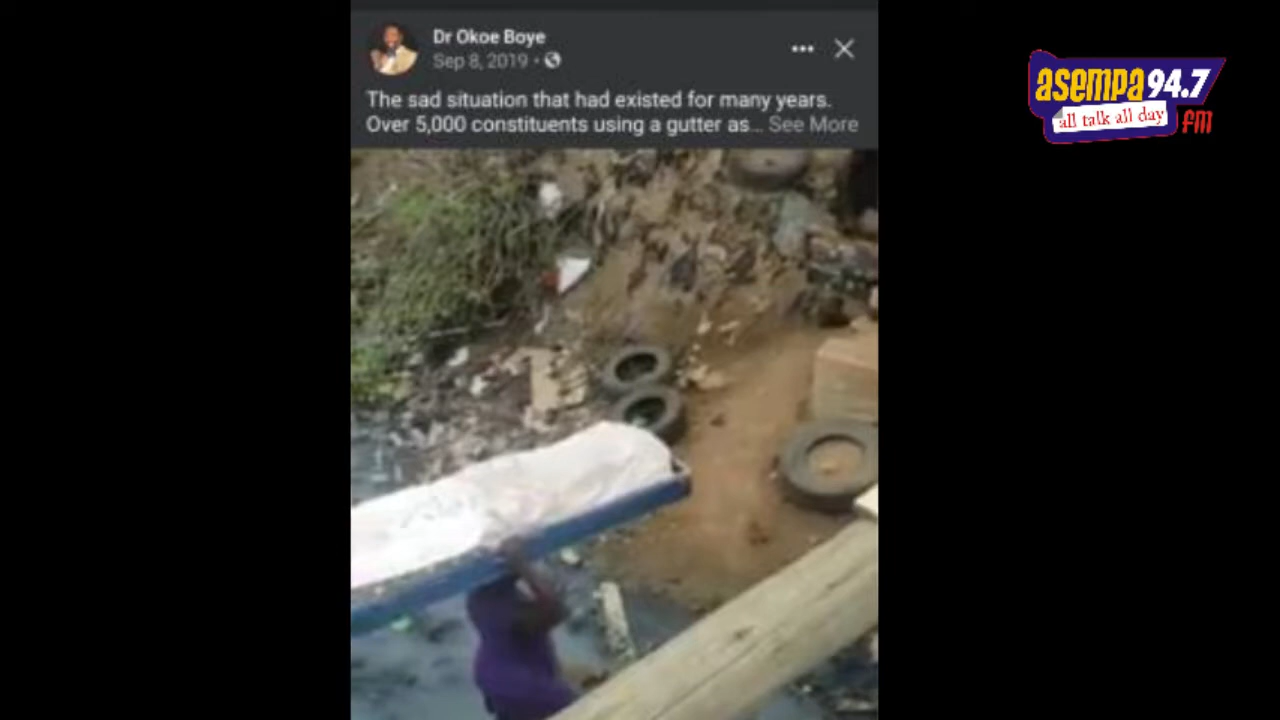 Dr Okoe Boye
Sep 8, 2019 •
The sad situation that had existed for many years.
Over 5,000 constituents using a gutter as... See More
asempa 94.7
all talk all day fm